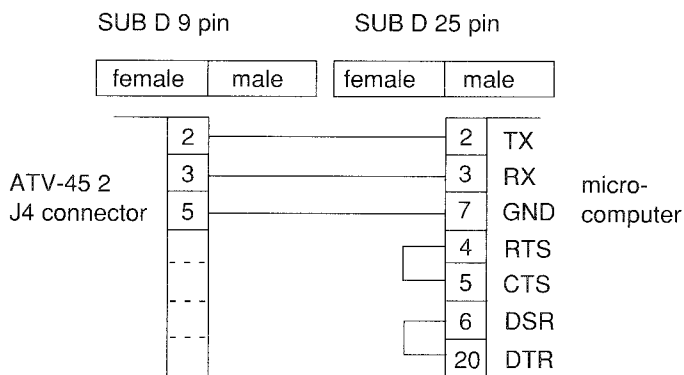 SUB D 9 pin SUB D 25 pin
female male female male
2 2 TX
3 3 RX
5 7 GND
ATV-45 2
J4 connector
micro-
computer
4 RTS
5 CTS
6 DSR
20 DTR